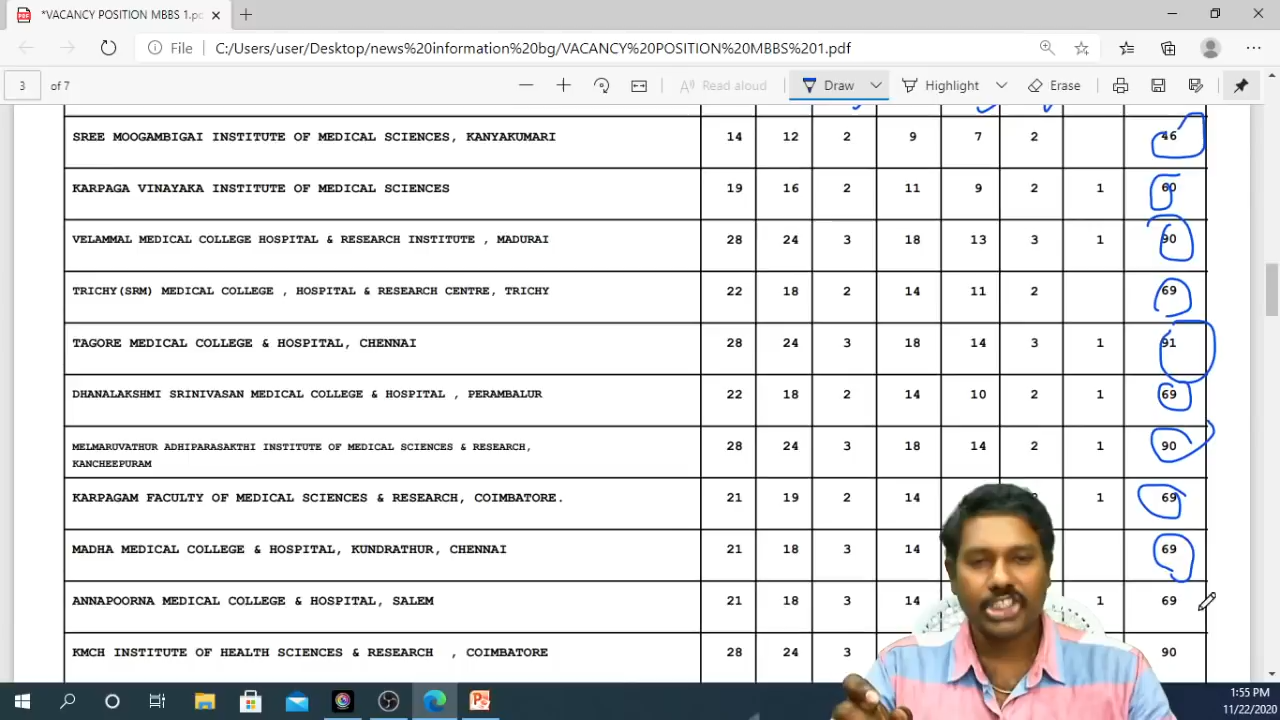 *VACANCY POSITION MBBS 1.pd
File C:/Users/user/Desktop/news%20information%20bg/VACANCY%20POSITION%20MBBS%201.pdf
3 of 7 Read aloud Draw Highlight Erase
SREE MOOGAMBIGAI INSTITUTE OF MEDICAL SCIENCES, KANYAKUMARI 14 12 2 9 7 2 46
KARPAGA VINAYAKA INSTITUTE OF MEDICAL SCIENCES 19 16 2 11 9 2 1 60
VELAMMAL MEDICAL COLLEGE HOSPITAL & RESEARCH INSTITUTE , MADURAI 28 24 3 18 13 3 1 90
TRICHY(SRM) MEDICAL COLLEGE , HOSPITAL & RESEARCH CENTRE, TRICHY 22 18 2 14 11 2 69
TAGORE MEDICAL COLLEGE & HOSPITAL, CHENNAI 28 24 3 18 14 3 1 91
DHANALAKSHMI SRINIVASAN MEDICAL COLLEGE & HOSPITAL , PERAMBALUR 22 18 2 14 10 2 1 69
MELMARUVATHUR ADHIPARASAKTHI INSTITUTE OF MEDICAL SCIENCES & RESEARCH, 28 24 3 18 14 2 1 90
KANCHEEPURAM
KARPAGAM FACULTY OF MEDICAL SCIENCES & RESEARCH, COIMBATORE. 21 19 2 14 1 69
MADHA MEDICAL COLLEGE & HOSPITAL, KUNDRATHUR, CHENNAI 21 18 3 14 69
ANNAPOORNA MEDICAL COLLEGE & HOSPITAL, SALEM 21 18 3 14 1 69
KMCH INSTITUTE OF HEALTH SCIENCES & RESEARCH , COIMBATORE 28 24 3 90
1:55 PM
11/22/2020